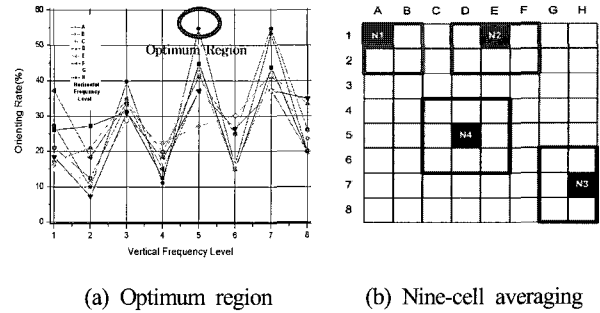 60
50
40
30
20
10
0
Orienting Rate(%)
A
B
C
D
E
F
G
H
Horizontal
Frequency
Level
Optimum Region
1 2 3 4 5 6 7 8
Vertical Frequency Level
(a) Optimum region
A B C D E F G H
1 N1 N2
2
3
4
5 N4
6
7 N3
8
(b) Nine-cell averaging